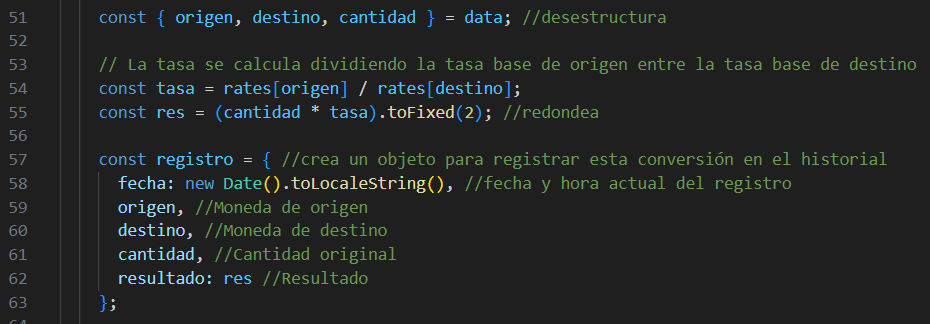 51 const { origen, destino, cantidad } = data; //desestructura
52
53 // La tasa se calcula dividiendo la tasa base de origen entre la tasa base de destino
54 const tasa = rates[origen] / rates[destino];
55 const res = (cantidad * tasa).toFixed(2); //redondea
56
57 const registro = { //crea un objeto para registrar esta conversión en el historial
58 fecha: new Date().toLocaleString(), //fecha y hora actual del registro
59 origen, //Moneda de origen
60 destino, //Moneda de destino
61 cantidad, //Cantidad original
62 resultado: res //Resultado
63 };